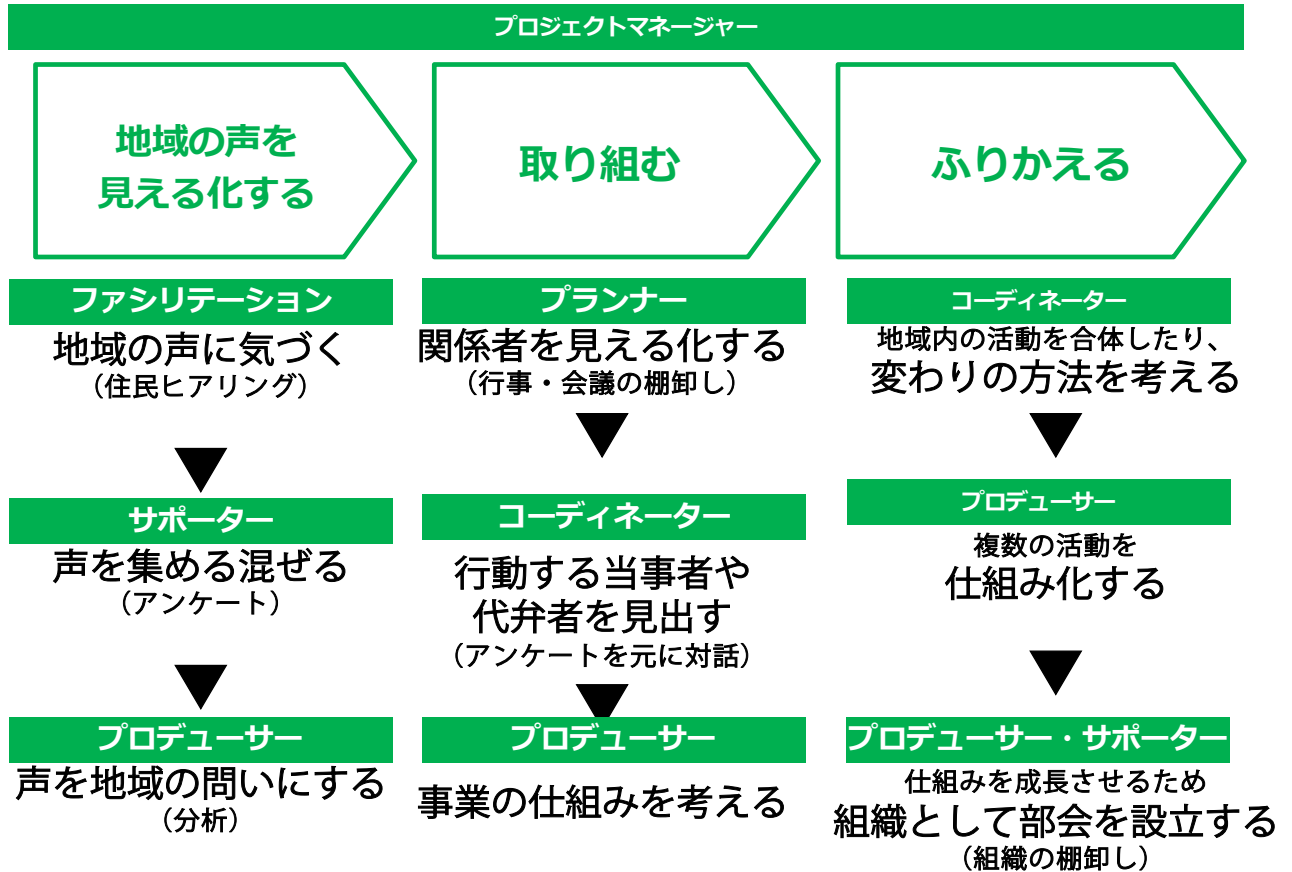 プロジェクトマネージャー
地域の声を
見える化する
取り組む
ふりかえる
ファシリテーション
地域の声に気づく
（住民ヒアリング）
サポーター
声を集める混ぜる
（アンケート）
プロデューサー
声を地域の問いにする
（分析）
プランナー
関係者を見える化する
（行事・会議の棚卸し）
コーディネーター
行動する当事者や
代弁者を見出す
（アンケートを元に対話）
プロデューサー
事業の仕組みを考える
コーディネーター
地域内の活動を合体したり、
変わりの方法を考える
プロデューサー
複数の活動を
仕組み化する
プロデューサー・サポーター
仕組みを成長させるため
組織として部会を設立する
（組織の棚卸し）